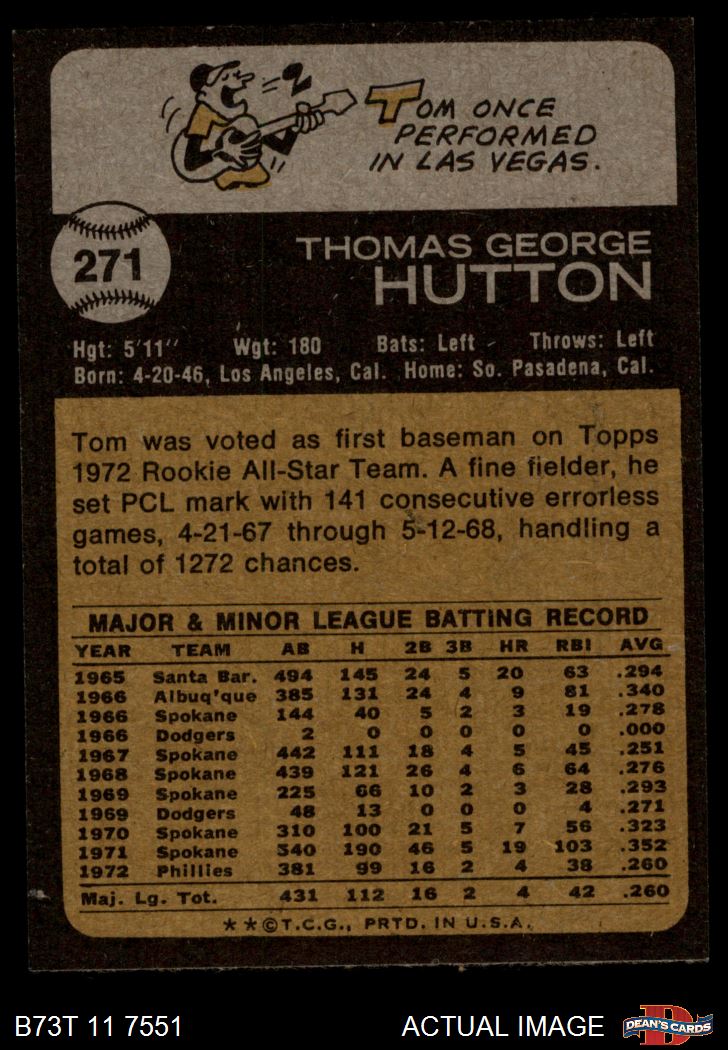 TOM ONCE
PERFORMED
IN LAS VEGAS.
271
THOMAS GEORGE
HUTTON
Hgt: 5'11" Wgt: 180 Bats: Left Throws: Left
Born: 4-20-46, Los Angeles, Cal. Home: So. Pasadena, Cal.
Tom was voted as first baseman on Topps
1972 Rookie All-Star Team. A fine fielder, he
set PCL mark with 141 consecutive errorless
games, 4-21-67 through 5-12-68, handling a
total of 1272 chances.
MAJOR & MINOR LEAGUE BATTING RECORD
YEAR TEAM AB H 2B 3B HR RBI AVG
1965 Santa Bar. 494 145 24 5 20 63 .294
1966 Albuq'que 385 131 24 4 9 81 .340
1966 Spokane 144 40 5 2 3 19 .278
1966 Dodgers 2 0 0 0 0 0 .000
1967 Spokane 442 111 18 4 5 45 .251
1968 Spokane 439 121 26 4 6 64 .276
1969 Spokane 225 66 10 2 3 28 .293
1969 Dodgers 48 13 0 0 0 4 .271
1970 Spokane 310 100 21 5 7 56 .323
1971 Spokane 540 190 46 5 19 103 .352
1972 Phillies 381 99 16 2 4 38 .260
Maj. Lg. Tot. 431 112 16 2 4 42 .260
**©T.C.G., PRTD. IN U.S.A.
B73T 11 7551 ACTUAL IMAGE DEAN'S CARDS